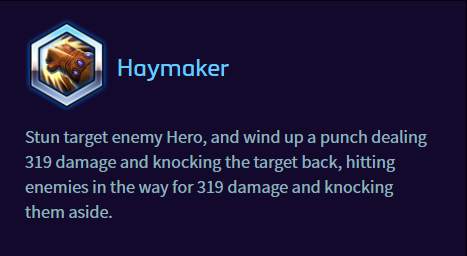 Haymaker
Stun target enemy Hero, and wind up a punch dealing
319 damage and knocking the target back, hitting
enemies in the way for 319 damage and knocking
them aside.